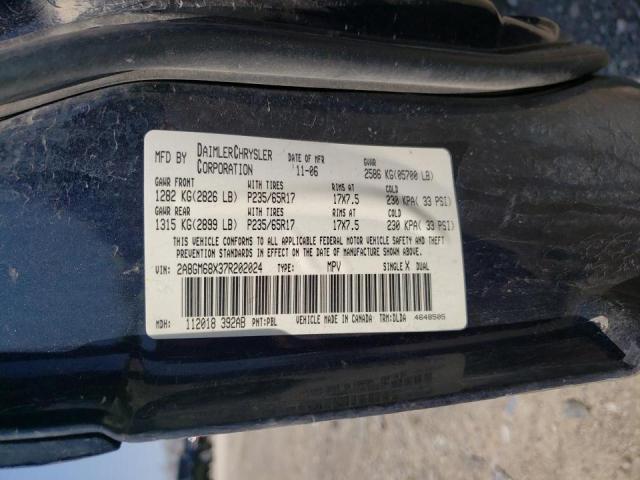 MFD BY DAIMLERCHRYSLER CORPORATION DATE OF MFR 11-06 GVWR 2586 KG(05700 LB)
GAWR FRONT WITH TIRES RIMS AT COLD
1282 KG(2826 LB) P235/65R17 17X7.5 230 KPA( 33 PSI)
GAWR REAR WITH TIRES RIMS AT COLD
1315 KG(2899 LB) P235/65R17 17X7.5 230 KPA( 33 PSI)
THIS VEHICLE CONFORMS TO ALL APPLICABLE FEDERAL MOTOR VEHICLE SAFETY AND THEFT
PREVENTION STANDARDS IN EFFECT ON THE DATE OF MANUFACTURE SHOWN ABOVE.
VIN: 2A8GM68X37R202024 TYPE: MPV SINGLE X DUAL
MDH: 112018 392AB PNT:PBL VEHICLE MADE IN CANADA TRM:DLDA 4648505